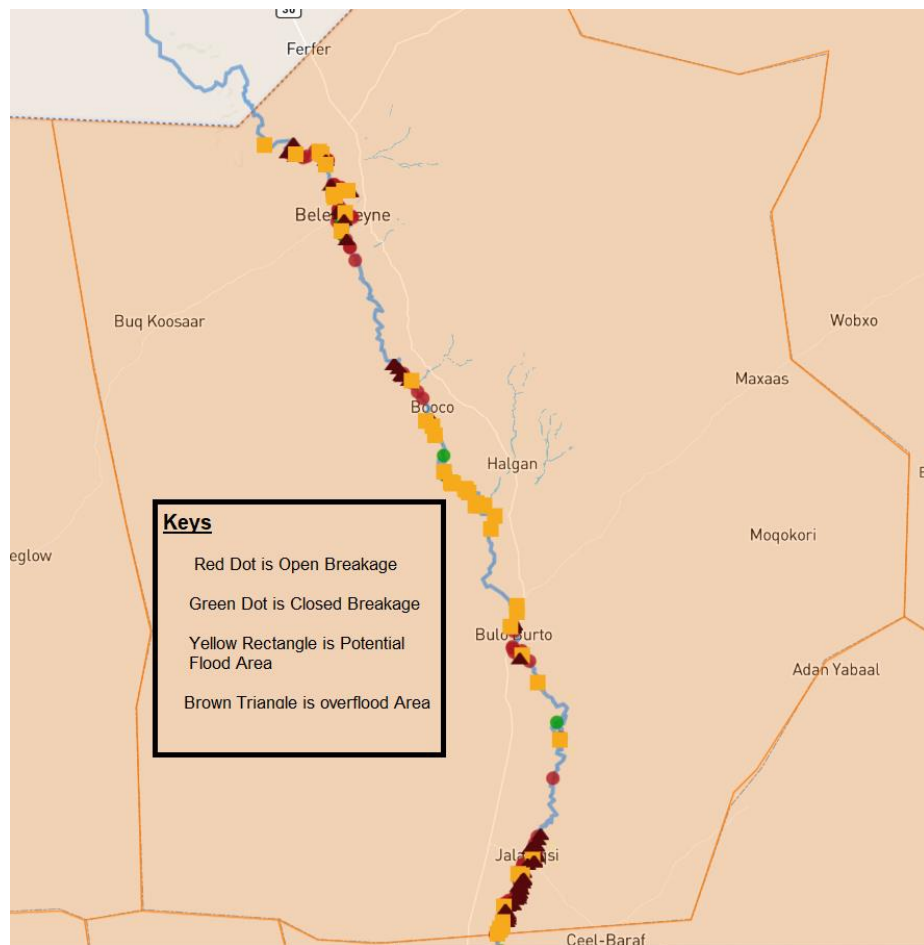 30
Ferfer
Buq Koosaar
Wobxo
Maxaas
Booco
Halgan
Keys
Red Dot is Open Breakage
Green Dot is Closed Breakage
Yellow Rectangle is Potential
Flood Area
Brown Triangle is overflood Area
eglow
Moqokori
Adan Yabaal
Ceel-Baraf